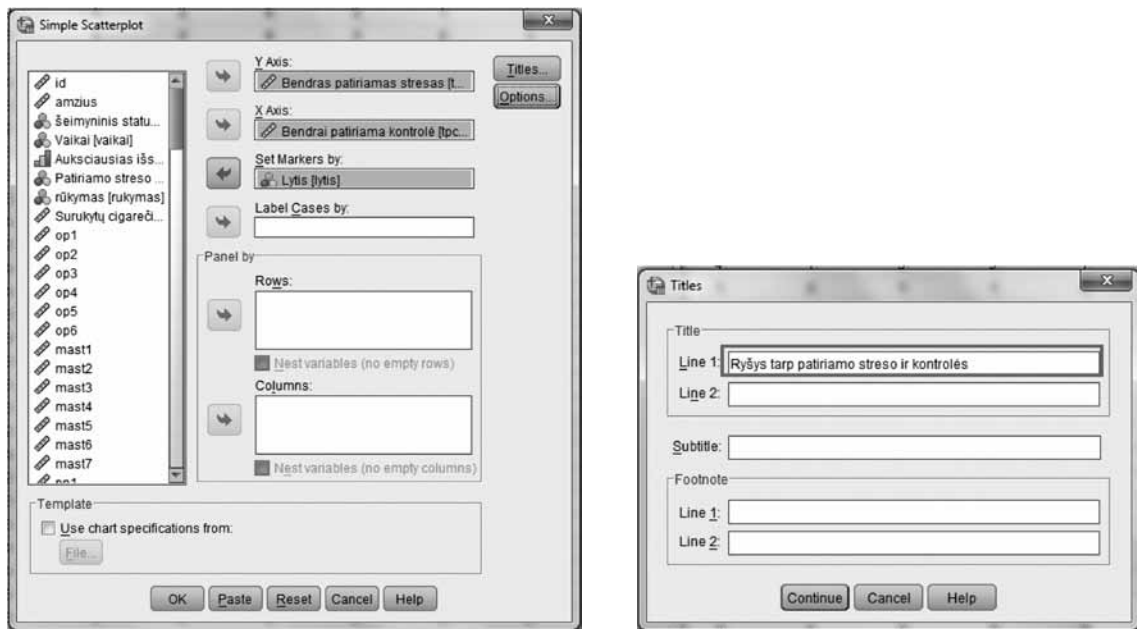 Simple Scatterplot
id
amzius
šeimyninis statu...
Vaikai [vaikai]
Auksciausias išs...
Patiriamo streso ...
rūkymas [rukymas]
Surukytų cigareči...
op1
op2
op3
op4
op5
op6
mast1
mast2
mast3
mast4
mast5
mast6
mast7
Y Axis:
Bendras patiriamas stresas [t...
X Axis:
Bendrai patiriama kontrolė [tpc...
Set Markers by:
Lytis [lytis]
Label Cases by:
Panel by
Rows:
Nest variables (no empty rows)
Columns:
Nest variables (no empty columns)
Titles...
Options...
Template
Use chart specifications from:
File...
OK Paste Reset Cancel Help
Titles
Title
Line 1: Ryšys tarp patiriamo streso ir kontrolės
Line 2:
Subtitle:
Footnote
Line 1:
Line 2:
Continue Cancel Help